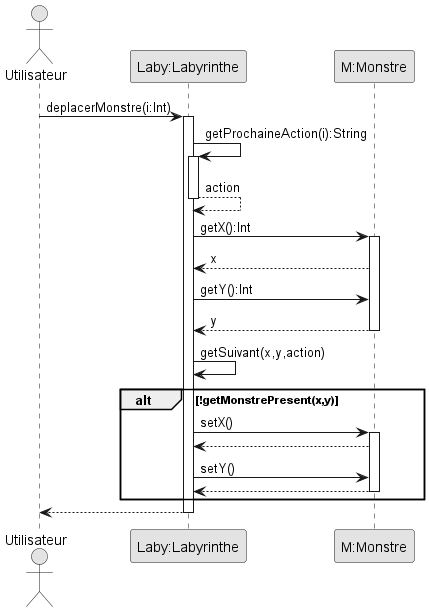 Utilisateur
Laby:Labyrinthe
M:Monstre
deplacerMonstre(i:Int)
getProchaineAction(i):String
action
getX():Int
x
getY():Int
y
getSuivant(x,y,action)
alt
[!getMonstrePresent(x,y)]
setX()
setY()
Utilisateur
Laby:Labyrinthe
M:Monstre